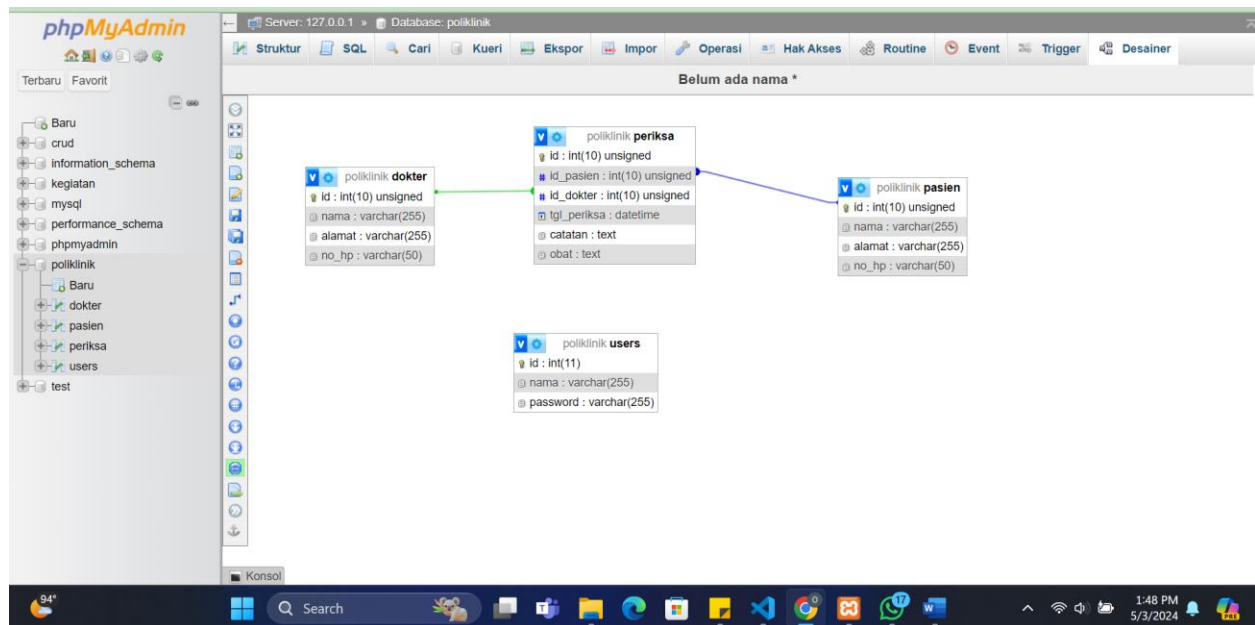 phpMyAdmin
Terbaru Favorit
Baru
crud
information_schema
kegiatan
mysql
performance_schema
phpmyadmin
poliklinik
Baru
dokter
pasien
periksa
users
test
Server: 127.0.0.1 » Database: poliklinik
Struktur SQL Cari Kueri Ekspor Impor Operasi Hak Akses Routine Event Trigger Desainer
Belum ada nama *
poliklinik dokter
id : int(10) unsigned
nama : varchar(255)
alamat : varchar(255)
no_hp : varchar(50)
poliklinik periksa
id : int(10) unsigned
id_pasien : int(10) unsigned
id_dokter : int(10) unsigned
tgl_periksa : datetime
catatan : text
obat : text
poliklinik pasien
id : int(10) unsigned
nama : varchar(255)
alamat : varchar(255)
no_hp : varchar(50)
poliklinik users
id : int(11)
nama : varchar(255)
password : varchar(255)
Konsol
94°
Search
17
1:48 PM
5/3/2024
PRE